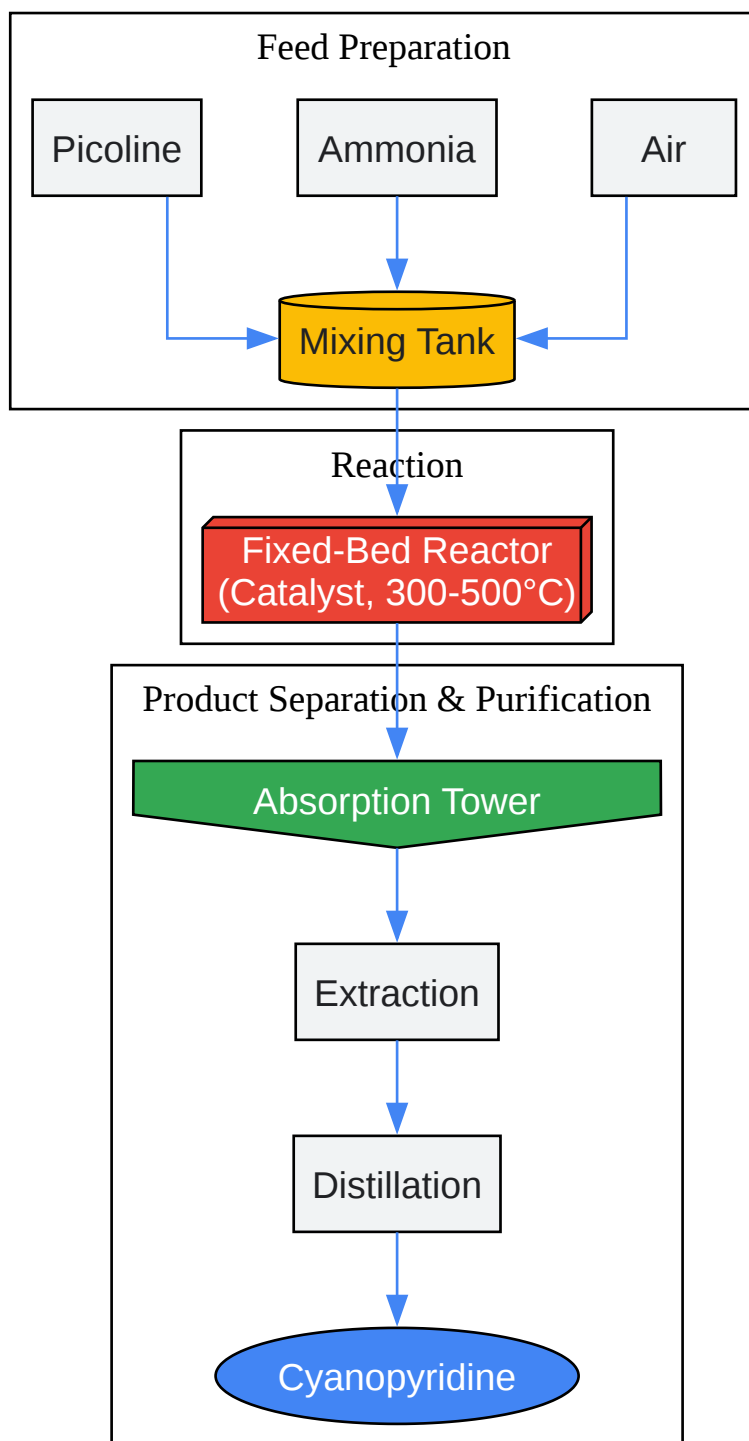 Feed Preparation
Picoline
Ammonia
Air
Mixing Tank
Reaction
Fixed-Bed Reactor
(Catalyst, 300-500°C)
Product Separation & Purification
Absorption Tower
Extraction
Distillation
Cyanopyridine